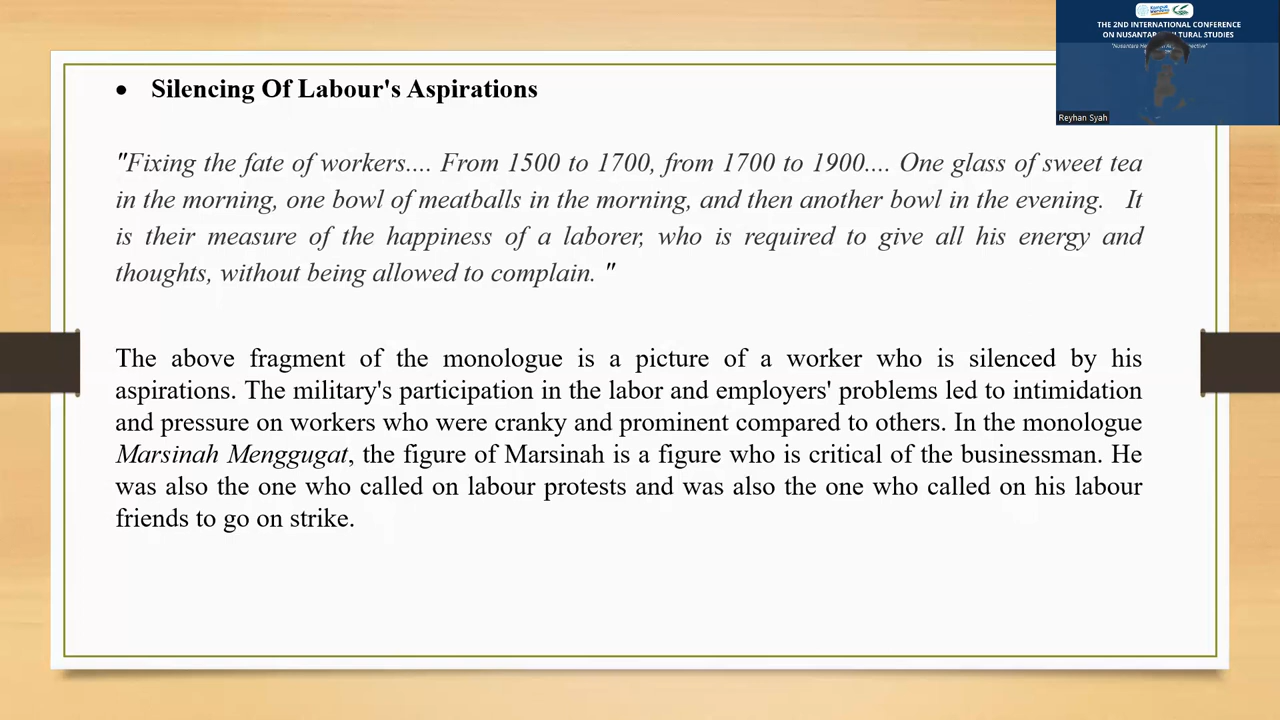 THE 2ND INTERNATIONAL CONFERENCE
Reyhan Syah
• Silencing Of Labour's Aspirations
"Fixing the fate of workers.... From 1500 to 1700, from 1700 to 1900.... One glass of sweet tea
in the morning, one bowl of meatballs in the morning, and then another bowl in the evening. It
is their measure of the happiness of a laborer, who is required to give all his energy and
thoughts, without being allowed to complain. "
The above fragment of the monologue is a picture of a worker who is silenced by his
aspirations. The military's participation in the labor and employers' problems led to intimidation
and pressure on workers who were cranky and prominent compared to others. In the monologue
Marsinah Menggugat, the figure of Marsinah is a figure who is critical of the businessman. He
was also the one who called on labour protests and was also the one who called on his labour
friends to go on strike.